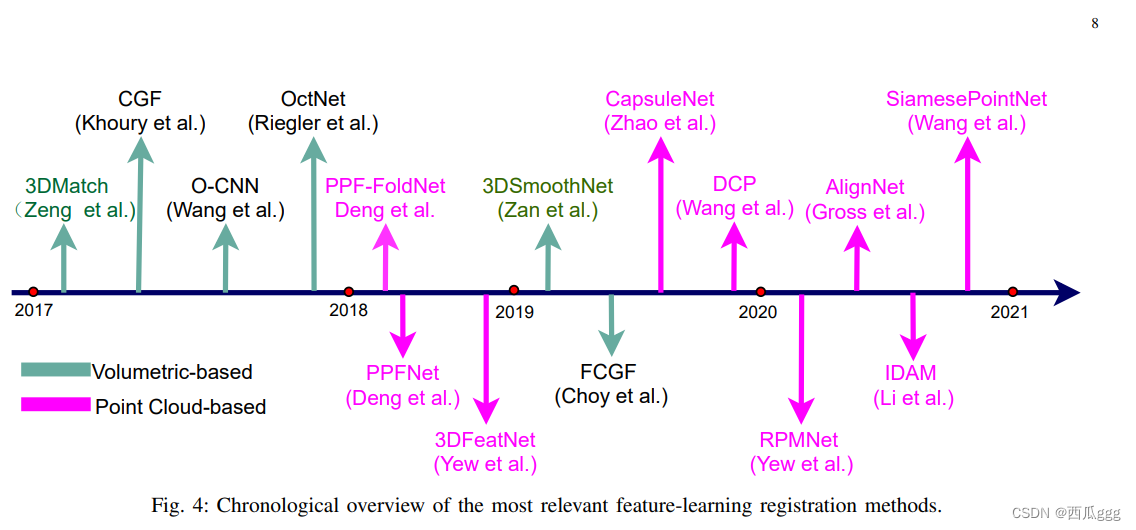 8
CGF
(Khoury et al.)
OctNet
(Riegler et al.)
CapsuleNet
(Zhao et al.)
SiamesePointNet
(Wang et al.)
3DMatch
（Zeng et al.)
O-CNN
(Wang et al.)
PPF-FoldNet
Deng et al.
3DSmoothNet
(Zan et al.)
DCP
(Wang et al.)
AlignNet
(Gross et al.)
2017
2018
2019
2020
2021
Volumetric-based
Point Cloud-based
PPFNet
(Deng et al.)
3DFeatNet
(Yew et al.)
FCGF
(Choy et al.)
RPMNet
(Yew et al.)
IDAM
(Li et al.)
Fig. 4: Chronological overview of the most relevant feature-learning registration methods.
CSDN @西瓜ggg